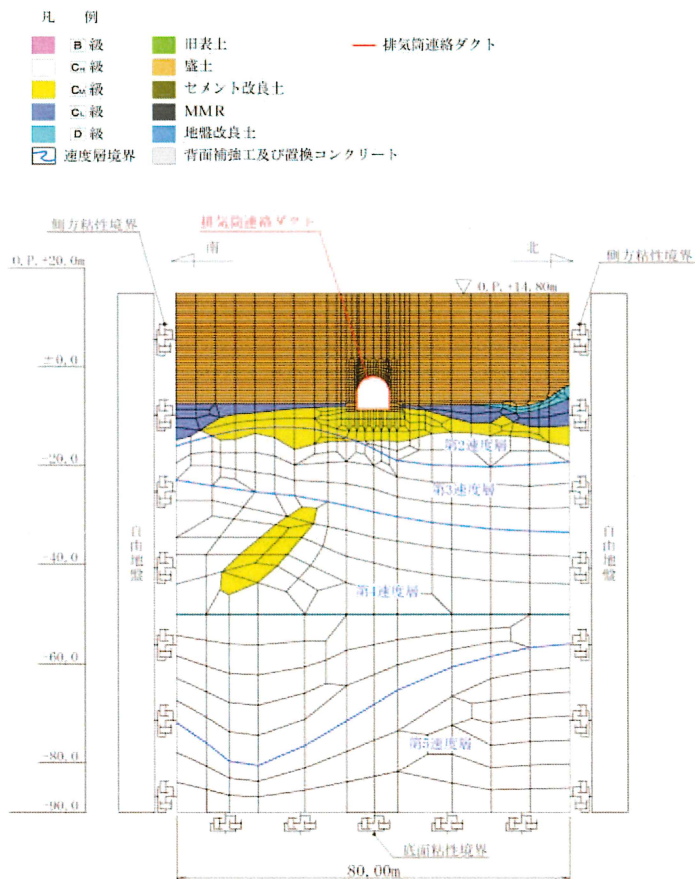 凡 例
B 級
旧表土
排気筒連絡ダクト
CH 級
盛土
CM 級
セメント改良土
CL 級
MMR
D 級
地盤改良土
速度層境界
背面補強工及び置換コンクリート
側方粘性境界
排気筒連絡ダクト
南
北
側方粘性境界
O.P.+20.0m
O.P.+14.80m
±0.0
-20.0
第2速度層
第3速度層
-40.0
自由地盤
自由地盤
第4速度層
-60.0
第5速度層
-80.0
-90.0
底面粘性境界
80.00m